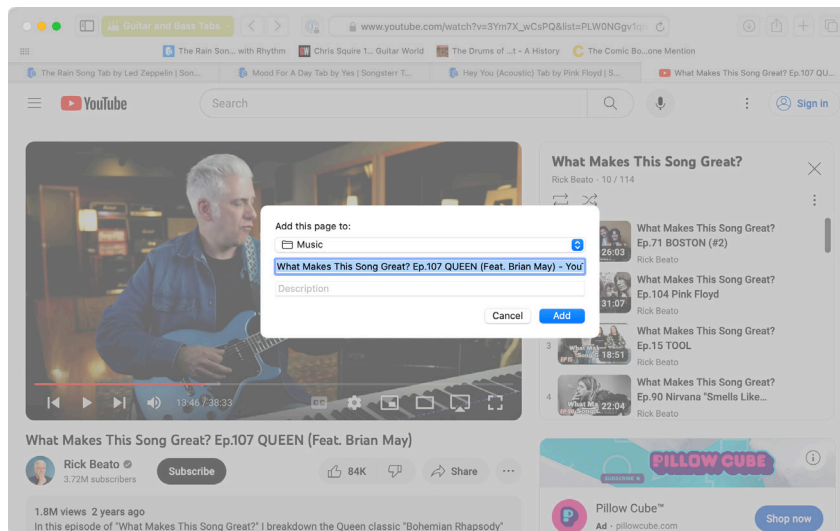 Guitar and Bass Tabs
www.youtube.com/watch?v=3Ym7X_wCsPQ&list=PLW0NGgv1q
The Rain Son... with Rhythm
Chris Squire 1... Guitar World
The Drums of ...t - A History
The Comic Bo...one Mention
The Rain Song Tab by Led Zeppelin | Son...
Mood For A Day Tab by Yes | Songsterr T...
Hey You (Acoustic) Tab by Pink Floyd | S...
What Makes This Song Great? Ep.107 QU...
YouTube
Search
Sign in
What Makes This Song Great?
Rick Beato - 10 / 114
Add this page to:
Music
What Makes This Song Great? Ep.107 QUEEN (Feat. Brian May) – You
Description
Cancel
Add
26:03
What Makes This Song Great?
Ep.71 BOSTON (#2)
Rick Beato
31:07
What Makes This Song Great?
Ep.104 Pink Floyd
Rick Beato
3
18:51
What Makes This Song Great?
Ep.15 TOOL
Rick Beato
4
22:04
What Makes This Song Great?
Ep.90 Nirvana "Smells Like...
Rick Beato
13:46 / 38:33
CC
What Makes This Song Great? Ep.107 QUEEN (Feat. Brian May)
Rick Beato
3.72M subscribers
Subscribe
84K
Share
PILLOW CUBE
SUBSCRIBE
Pillow Cube™
Ad · pillowcube.com
Shop now
1.8M views 2 years ago
In this episode of "What Makes This Song Great?" I breakdown the Queen classic "Bohemian Rhapsody"